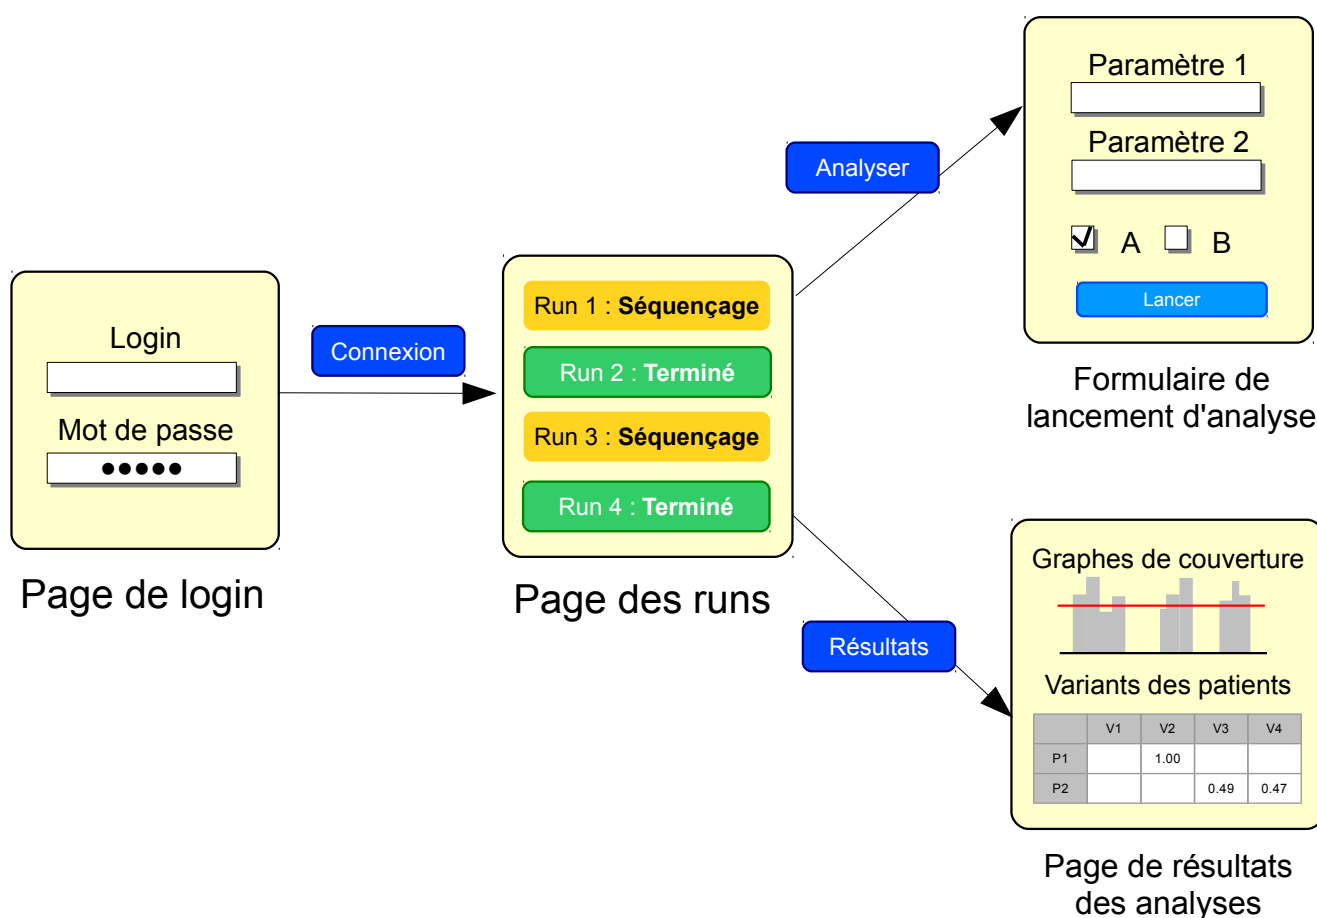 Login
Mot de passe
Page de login
Connexion
Run 1 : Séquençage
Run 2 : Terminé
Run 3 : Séquençage
Run 4 : Terminé
Page des runs
Analyser
Paramètre 1
Paramètre 2
A B
Lancer
Formulaire de
lancement d'analyse
Résultats
Graphes de couverture
Variants des patients
V1 V2 V3 V4
P1 1.00
P2 0.49 0.47
Page de résultats
des analyses